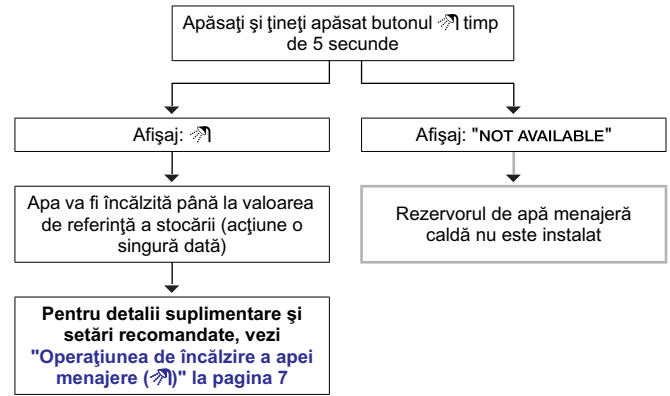 Apăsaţi şi ţineţi apăsat butonul timp
de 5 secunde
Afişaj:
Afişaj: "NOT AVAILABLE"
Apa va fi încălzită până la valoarea
de referinţă a stocării (acţiune o
singură dată)
Rezervorul de apă menajeră
caldă nu este instalat
Pentru detalii suplimentare şi
setări recomandate, vezi
"Operaţiunea de încălzire a apei
menajere ()" la pagina 7